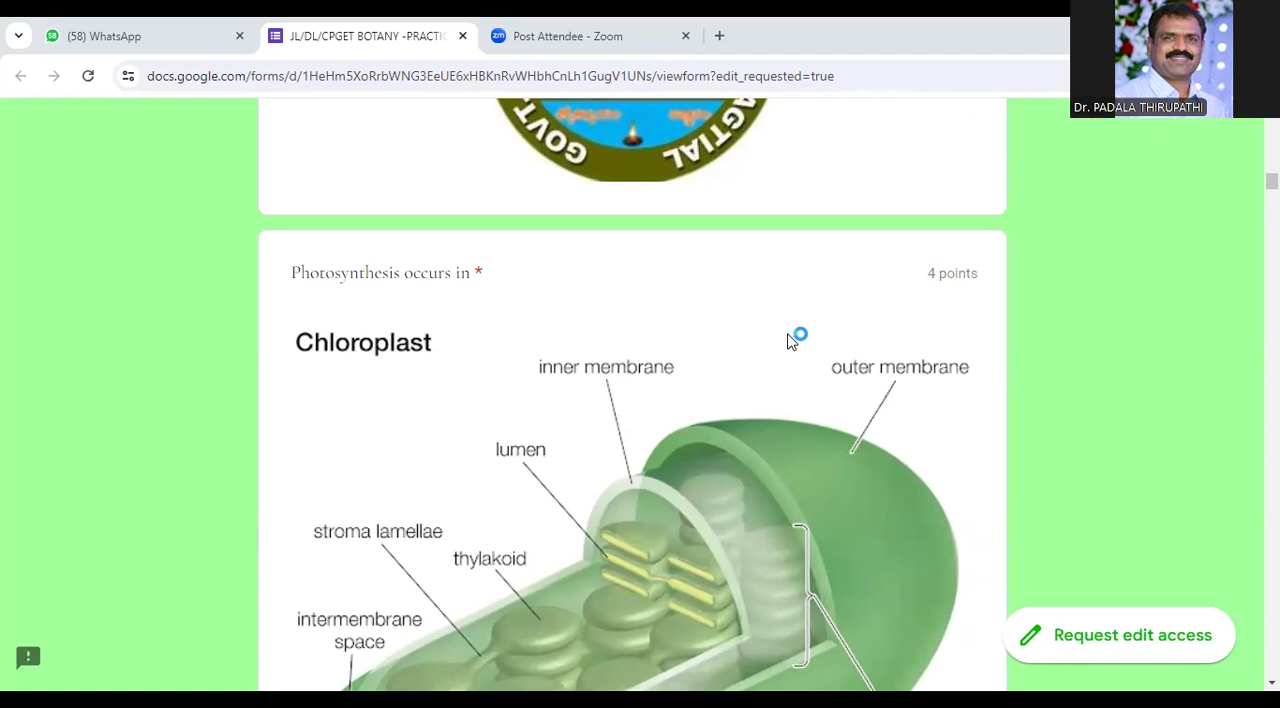 (58) WhatsApp
JL/DL/CPGET BOTANY -PRACTIC
Post Attendee - Zoom
docs.google.com/forms/d/1HeHm5XoRrbWNG3EeUE6xHbKnRvWHbhCnLh1GugV1UNs/viewform?edit_requested=true
Dr. PADALA THIRUPATHI
GOVT.
AGTIAL
Photosynthesis occurs in *
4 points
Chloroplast
inner membrane
outer membrane
lumen
stroma lamellae
thylakoid
intermembrane
space
Request edit access